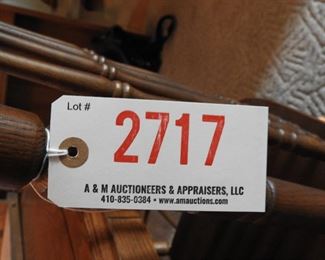 Lot #
2717
A & M AUCTIONEERS & APPRAISERS, LLC
410-835-0384 • www.amauctions.com